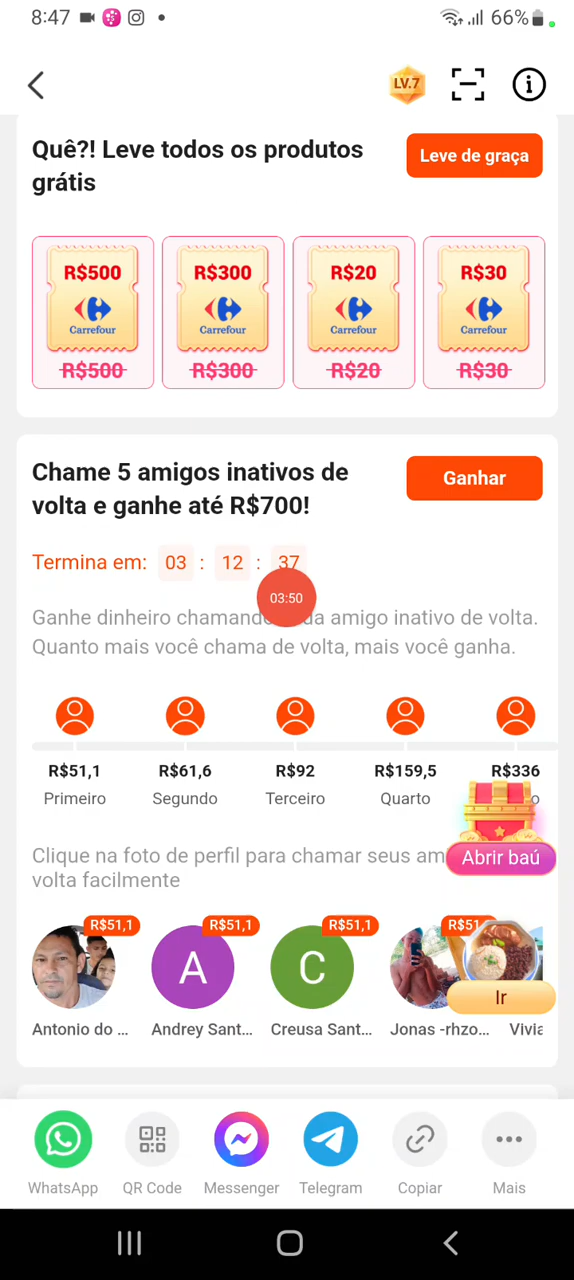 8:47
66%
LV.7
Quê?! Leve todos os produtos
grátis
Leve de graça
R$500 R$300 R$20 R$30
Carrefour Carrefour Carrefour Carrefour
R$500 R$300 R$20 R$30
Chame 5 amigos inativos de
volta e ganhe até R$700!
Ganhar
Termina em: 03 : 12 : 37
03:50
Ganhe dinheiro chamand da amigo inativo de volta.
Quanto mais você chama de volta, mais você ganha.
R$51,1 R$61,6 R$92 R$159,5 R$336
Primeiro Segundo Terceiro Quarto o
Clique na foto de perfil para chamar seus am
volta facilmente
Abrir baú
R$51,1 R$51,1 R$51,1 R$51
A C
Ir
Antonio do ... Andrey Sant... Creusa Sant... Jonas -rhzo... Vivia
WhatsApp QR Code Messenger Telegram Copiar Mais